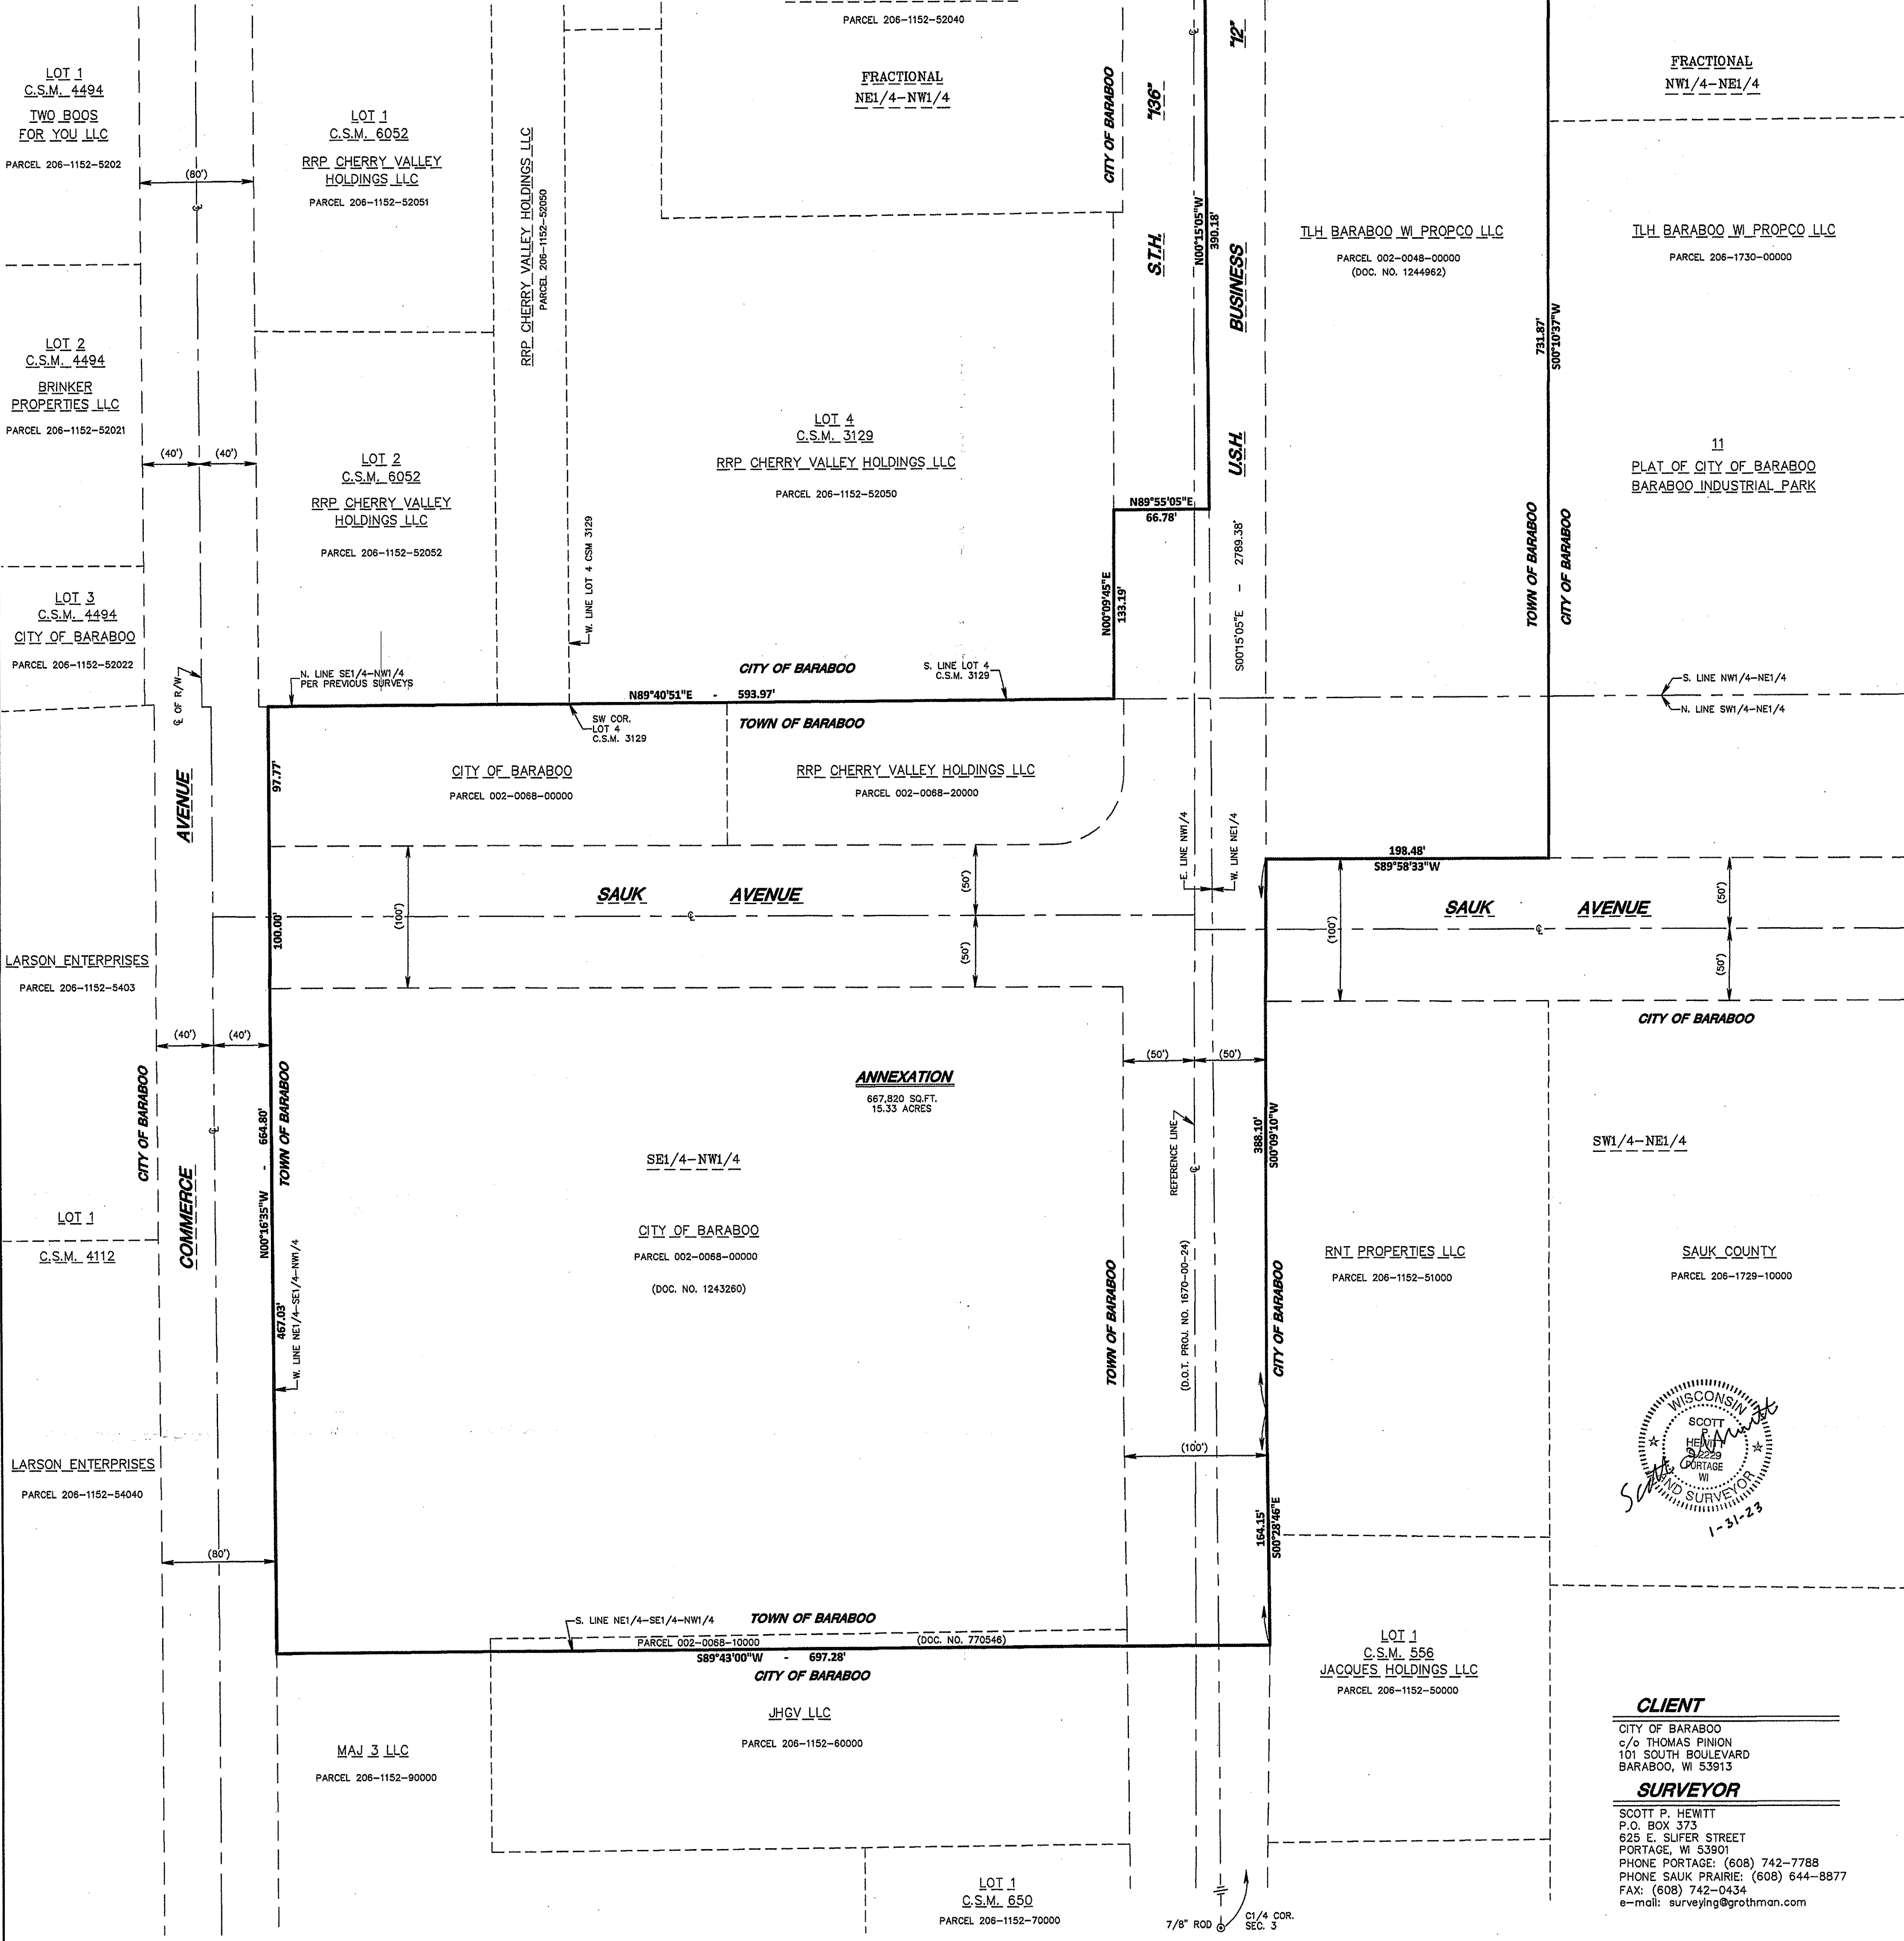 PARCEL 206-1152-52040
FRACTIONAL
NE1/4-NW1/4
CITY OF BARABOO
S.T.H. "136"
U.S.H. BUSINESS "12"
N00°15'05"W
390.18'
FRACTIONAL
NW1/4-NE1/4
LOT 1
C.S.M. 4494
TWO BOOS
FOR YOU LLC
PARCEL 206-1152-5202
(80')
LOT 1
C.S.M. 6052
RRP CHERRY VALLEY
HOLDINGS LLC
PARCEL 206-1152-52051
RRP CHERRY VALLEY HOLDINGS LLC
PARCEL 206-1152-52050
TLH BARABOO WI PROPCO LLC
PARCEL 002-0048-00000
(DOC. NO. 1244962)
TLH BARABOO WI PROPCO LLC
PARCEL 206-1730-00000
731.87'
S00°10'37"W
LOT 2
C.S.M. 4494
BRINKER
PROPERTIES LLC
PARCEL 206-1152-52021
(40')
(40')
LOT 2
C.S.M. 6052
RRP CHERRY VALLEY
HOLDINGS LLC
PARCEL 206-1152-52052
W. LINE LOT 4 CSM 3129
LOT 4
C.S.M. 3129
RRP CHERRY VALLEY HOLDINGS LLC
PARCEL 206-1152-52050
N89°55'05"E
66.78'
N00°09'45"E
133.19'
S00°15'05"E - 2789.38'
11
PLAT OF CITY OF BARABOO
BARABOO INDUSTRIAL PARK
TOWN OF BARABOO
CITY OF BARABOO
LOT 3
C.S.M. 4494
CITY OF BARABOO
PARCEL 206-1152-52022
℄ OF R/W
N. LINE SE1/4-NW1/4
PER PREVIOUS SURVEYS
CITY OF BARABOO
S. LINE LOT 4
C.S.M. 3129
N89°40'51"E - 593.97'
SW COR.
LOT 4
C.S.M. 3129
TOWN OF BARABOO
S. LINE NW1/4-NE1/4
N. LINE SW1/4-NE1/4
97.77'
CITY OF BARABOO
PARCEL 002-0068-00000
RRP CHERRY VALLEY HOLDINGS LLC
PARCEL 002-0068-20000
E. LINE NW1/4
W. LINE NE1/4
198.48'
S89°58'33"W
COMMERCE AVENUE
100.00'
(100')
SAUK AVENUE
℄
(50')
(50')
(100')
SAUK AVENUE
℄
(50')
(50')
CITY OF BARABOO
LARSON ENTERPRISES
PARCEL 206-1152-5403
(40')
(40')
CITY OF BARABOO
TOWN OF BARABOO
N00°16'35"W - 664.80'
467.03'
W. LINE NE1/4-SE1/4-NW1/4
ANNEXATION
667,820 SQ.FT.
15.33 ACRES
SE1/4-NW1/4
CITY OF BARABOO
PARCEL 002-0068-00000
(DOC. NO. 1243260)
(50')
(50')
REFERENCE LINE
(D.O.T. PROJ. NO. 1670-00-24)
TOWN OF BARABOO
CITY OF BARABOO
388.10'
S00°09'10"W
SW1/4-NE1/4
RNT PROPERTIES LLC
PARCEL 206-1152-51000
SAUK COUNTY
PARCEL 206-1729-10000
LOT 1
C.S.M. 4112
LARSON ENTERPRISES
PARCEL 206-1152-54040
(80')
(100')
164.15'
S00°28'46"E
WISCONSIN
SCOTT
P.
HEWITT
S-2229
PORTAGE
WI
LAND SURVEYOR
Scott P. Hewitt
1-31-23
S. LINE NE1/4-SE1/4-NW1/4
TOWN OF BARABOO
PARCEL 002-0068-10000
(DOC. NO. 770546)
S89°43'00"W - 697.28'
CITY OF BARABOO
JHGV LLC
PARCEL 206-1152-60000
MAJ 3 LLC
PARCEL 206-1152-90000
LOT 1
C.S.M. 556
JACQUES HOLDINGS LLC
PARCEL 206-1152-50000
LOT 1
C.S.M. 650
PARCEL 206-1152-70000
7/8" ROD
C1/4 COR.
SEC. 3
CLIENT
CITY OF BARABOO
c/o THOMAS PINION
101 SOUTH BOULEVARD
BARABOO, WI 53913
SURVEYOR
SCOTT P. HEWITT
P.O. BOX 373
625 E. SLIFER STREET
PORTAGE, WI 53901
PHONE PORTAGE: (608) 742-7788
PHONE SAUK PRAIRIE: (608) 644-8877
FAX: (608) 742-0434
e-mail: surveying@grothman.com